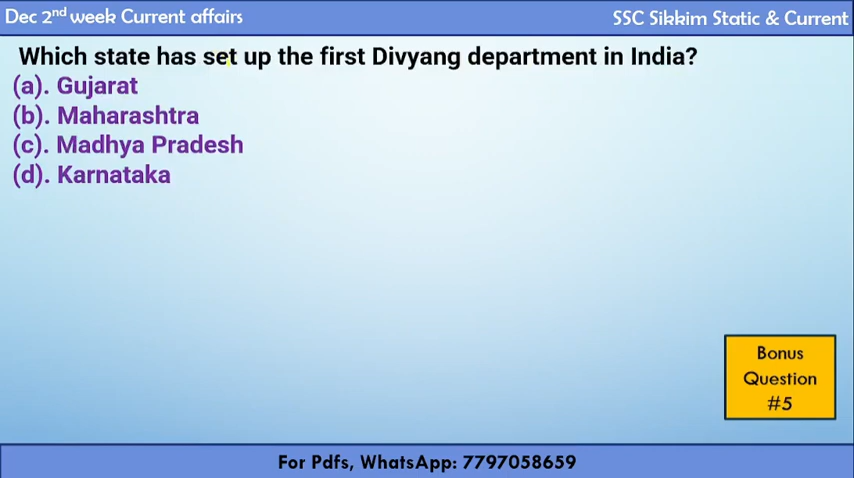 Dec 2nd week Current affairs
SSC Sikkim Static & Current
Which state has set up the first Divyang department in India?
(a). Gujarat
(b). Maharashtra
(c). Madhya Pradesh
(d). Karnataka
Bonus
Question
#5
For Pdfs, WhatsApp: 7797058659